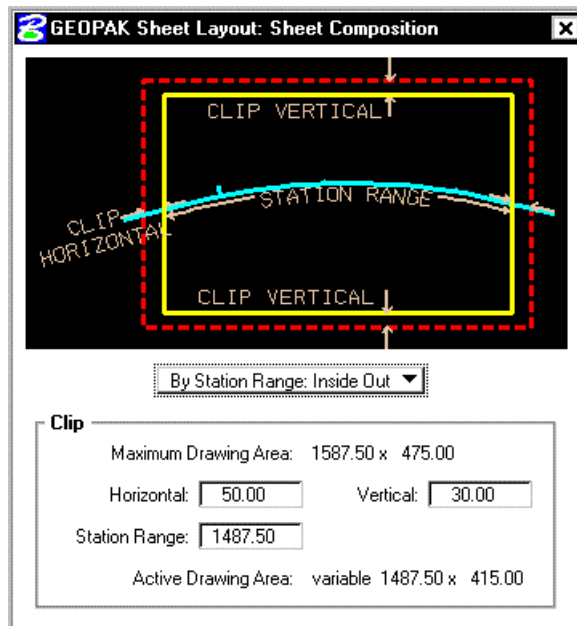 GEOPAK Sheet Layout: Sheet Composition
CLIP VERTICAL
STATION RANGE
CLIP
HORIZONTAL
CLIP VERTICAL
By Station Range: Inside Out
Clip
Maximum Drawing Area: 1587.50 x 475.00
Horizontal: 50.00 Vertical: 30.00
Station Range: 1487.50
Active Drawing Area: variable 1487.50 x 415.00